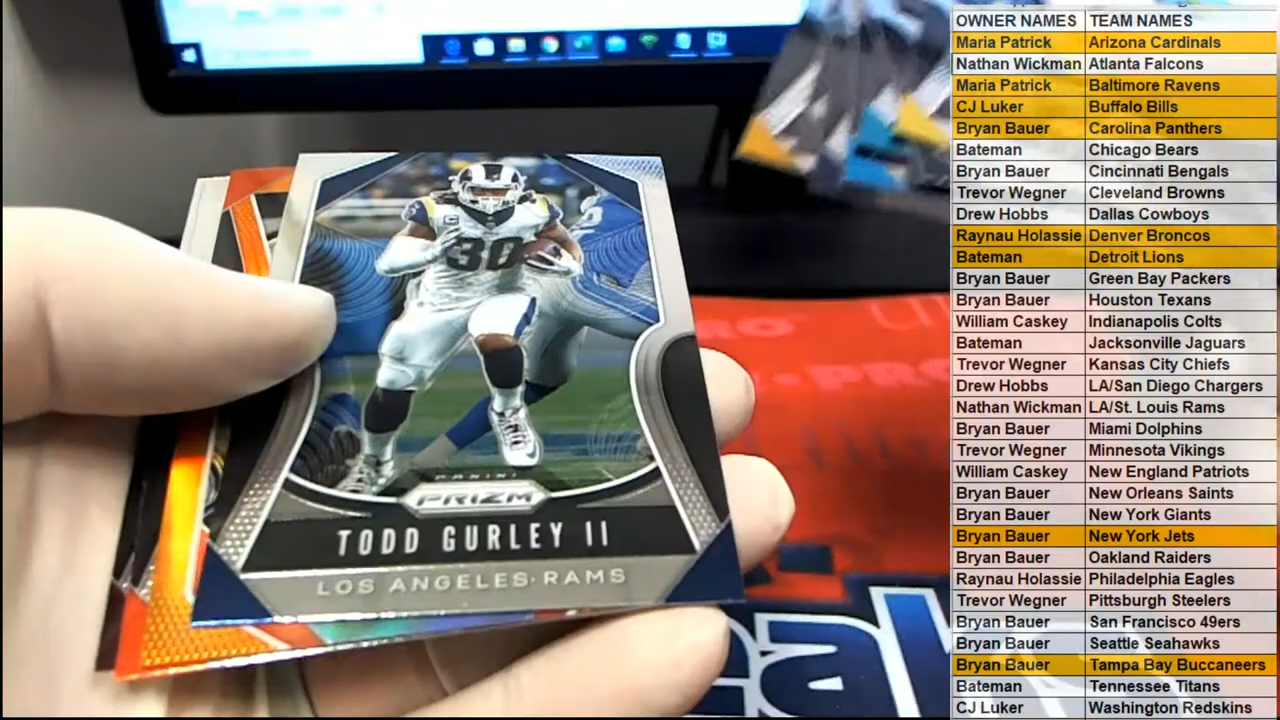 OWNER NAMES TEAM NAMES
Maria Patrick Arizona Cardinals
Nathan Wickman Atlanta Falcons
Maria Patrick Baltimore Ravens
CJ Luker Buffalo Bills
Bryan Bauer Carolina Panthers
Bateman Chicago Bears
Bryan Bauer Cincinnati Bengals
Trevor Wegner Cleveland Browns
Drew Hobbs Dallas Cowboys
Raynau Holassie Denver Broncos
Bateman Detroit Lions
Bryan Bauer Green Bay Packers
Bryan Bauer Houston Texans
William Caskey Indianapolis Colts
Bateman Jacksonville Jaguars
Trevor Wegner Kansas City Chiefs
Drew Hobbs LA/San Diego Chargers
Nathan Wickman LA/St. Louis Rams
Bryan Bauer Miami Dolphins
Trevor Wegner Minnesota Vikings
William Caskey New England Patriots
Bryan Bauer New Orleans Saints
Bryan Bauer New York Giants
Bryan Bauer New York Jets
Bryan Bauer Oakland Raiders
Raynau Holassie Philadelphia Eagles
Trevor Wegner Pittsburgh Steelers
Bryan Bauer San Francisco 49ers
Bryan Bauer Seattle Seahawks
Bryan Bauer Tampa Bay Buccaneers
Bateman Tennessee Titans
CJ Luker Washington Redskins
30
PANINI
PRIZM
TODD GURLEY II
LOS ANGELES·RAMS